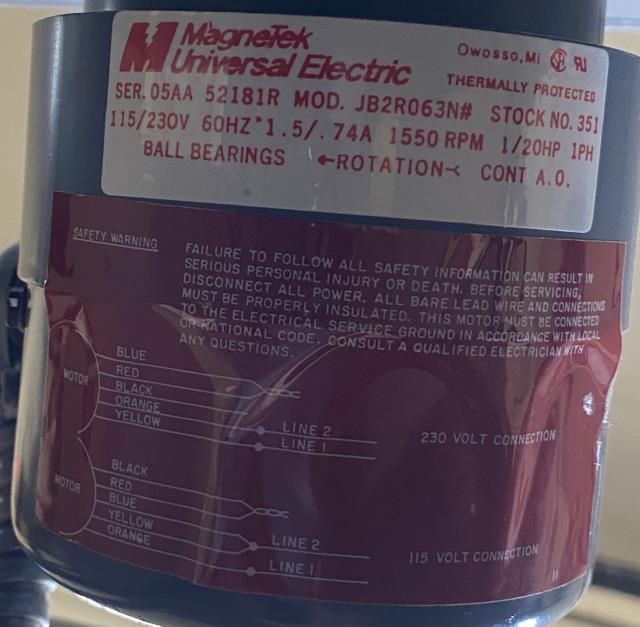 MagneTek
Universal Electric
Owosso, MI
THERMALLY PROTECTED
SER. 05AA 52181R MOD. JB2R063N# STOCK NO. 351
115/230V 60HZ 1.5/.74A 1550 RPM 1/20HP 1PH
BALL BEARINGS ←ROTATION≺ CONT A.O.
SAFETY WARNING
FAILURE TO FOLLOW ALL SAFETY INFORMATION CAN RESULT IN
SERIOUS PERSONAL INJURY OR DEATH. BEFORE SERVICING,
DISCONNECT ALL POWER. ALL BARE LEAD WIRE AND CONNECTIONS
MUST BE PROPERLY INSULATED. THIS MOTOR MUST BE CONNECTED
TO THE ELECTRICAL SERVICE GROUND IN ACCORDANCE WITH LOCAL
OR NATIONAL CODE. CONSULT A QUALIFIED ELECTRICIAN WITH
ANY QUESTIONS.
MOTOR
BLUE
RED
BLACK
ORANGE
YELLOW
LINE 2
LINE 1
230 VOLT CONNECTION
MOTOR
BLACK
RED
BLUE
YELLOW
ORANGE
LINE 2
LINE 1
115 VOLT CONNECTION
11